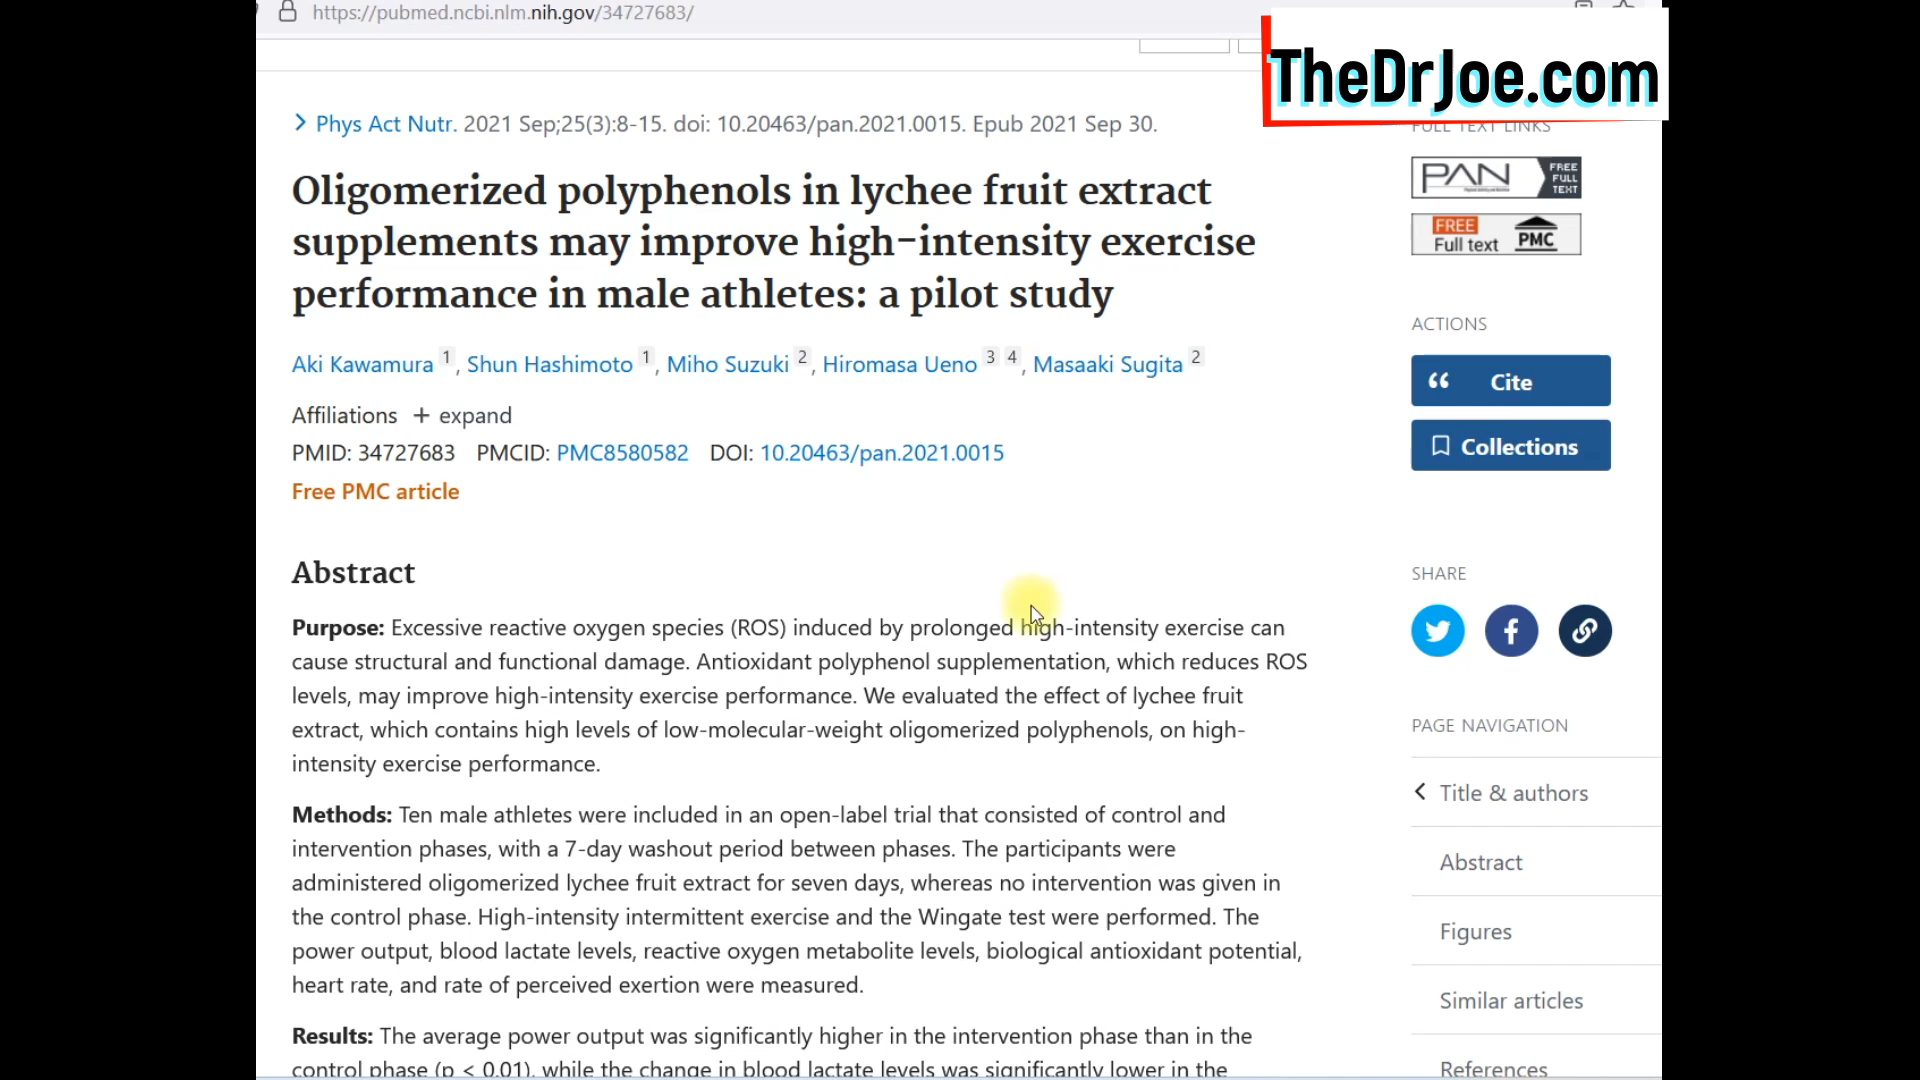 https://pubmed.ncbi.nlm.nih.gov/34727683/
TheDrJoe.com
Phys Act Nutr. 2021 Sep;25(3):8-15. doi: 10.20463/pan.2021.0015. Epub 2021 Sep 30.
Oligomerized polyphenols in lychee fruit extract
supplements may improve high-intensity exercise
performance in male athletes: a pilot study
Aki Kawamura 1, Shun Hashimoto 1, Miho Suzuki 2, Hiromasa Ueno 3 4, Masaaki Sugita 2
Affiliations + expand
PMID: 34727683 PMCID: PMC8580582 DOI: 10.20463/pan.2021.0015
Free PMC article
Abstract
Purpose: Excessive reactive oxygen species (ROS) induced by prolonged high-intensity exercise can
cause structural and functional damage. Antioxidant polyphenol supplementation, which reduces ROS
levels, may improve high-intensity exercise performance. We evaluated the effect of lychee fruit
extract, which contains high levels of low-molecular-weight oligomerized polyphenols, on high-
intensity exercise performance.
Methods: Ten male athletes were included in an open-label trial that consisted of control and
intervention phases, with a 7-day washout period between phases. The participants were
administered oligomerized lychee fruit extract for seven days, whereas no intervention was given in
the control phase. High-intensity intermittent exercise and the Wingate test were performed. The
power output, blood lactate levels, reactive oxygen metabolite levels, biological antioxidant potential,
heart rate, and rate of perceived exertion were measured.
Results: The average power output was significantly higher in the intervention phase than in the
control phase (p < 0.01), while the change in blood lactate levels was significantly lower in the
FULL TEXT LINKS
PAN
FREE
FULL
TEXT
FREE
Full text
PMC
ACTIONS
Cite
Collections
SHARE
PAGE NAVIGATION
Title & authors
Abstract
Figures
Similar articles
References